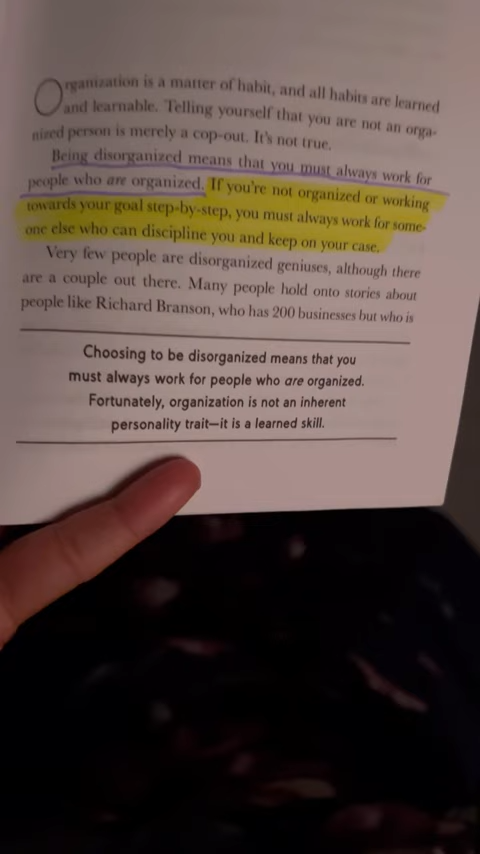 Organization is a matter of habit, and all habits are learned
and learnable. Telling yourself that you are not an orga-
nized person is merely a cop-out. It's not true.
Being disorganized means that you must always work for
people who are organized. If you're not organized or working
towards your goal step-by-step, you must always work for some-
one else who can discipline you and keep on your case.
Very few people are disorganized geniuses, although there
are a couple out there. Many people hold onto stories about
people like Richard Branson, who has 200 businesses but who is
Choosing to be disorganized means that you
must always work for people who are organized.
Fortunately, organization is not an inherent
personality trait—it is a learned skill.